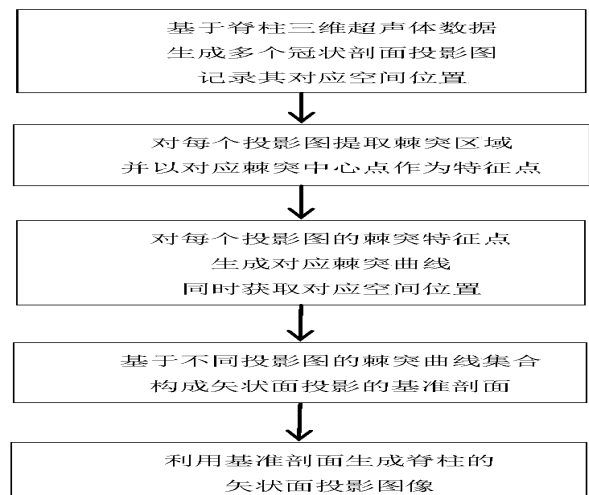 基于脊柱三维超声体数据
生成多个冠状剖面投影图
记录其对应空间位置
对每个投影图提取棘突区域
并以对应棘突中心点作为特征点
对每个投影图的棘突特征点
生成对应棘突曲线
同时获取对应空间位置
基于不同投影图的棘突曲线集合
构成矢状面投影的基准剖面
利用基准剖面生成脊柱的
矢状面投影图像